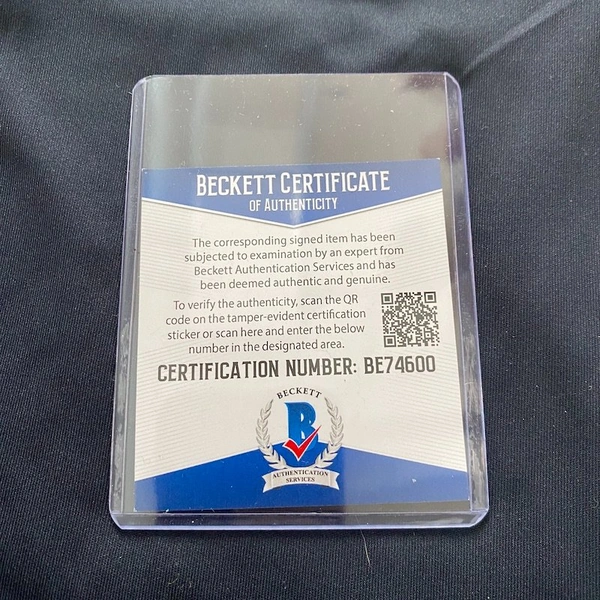 BECKETT CERTIFICATE
OF AUTHENTICITY
The corresponding signed item has been
subjected to examination by an expert from
Beckett Authentication Services and has
been deemed authentic and genuine.
To verify the authenticity, scan the QR
code on the tamper-evident certification
sticker or scan here and enter the below
number in the designated area.
CERTIFICATION NUMBER: BE74600
BECKETT
B
AUTHENTICATION
SERVICES